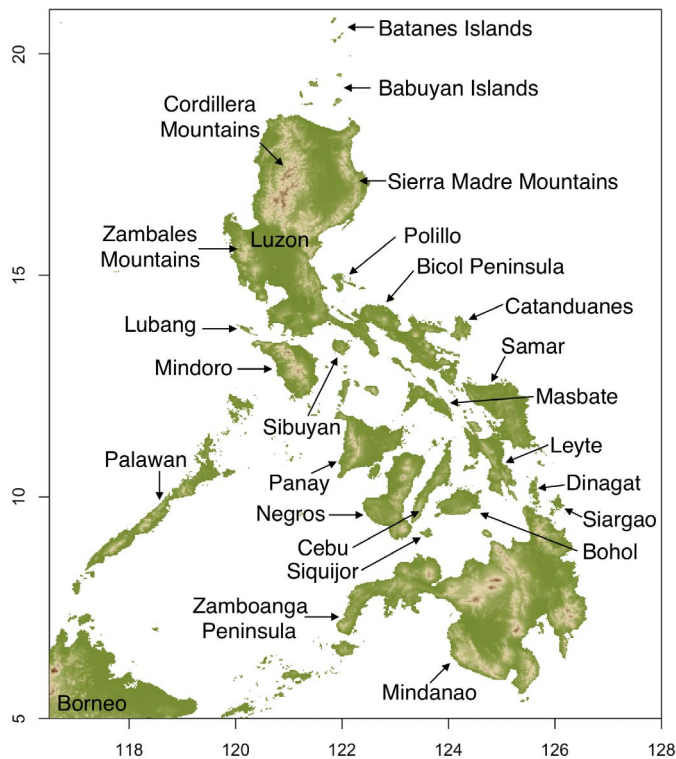 20
15
10
5
Batanes Islands
Babuyan Islands
Cordillera
Mountains
Sierra Madre Mountains
Zambales
Mountains
Luzon
Polillo
Bicol Peninsula
Catanduanes
Lubang
Samar
Mindoro
Masbate
Sibuyan
Leyte
Palawan
Panay
Dinagat
Negros
Siargao
Cebu
Bohol
Siquijor
Zamboanga
Peninsula
Mindanao
Borneo
118
120
122
124
126
128